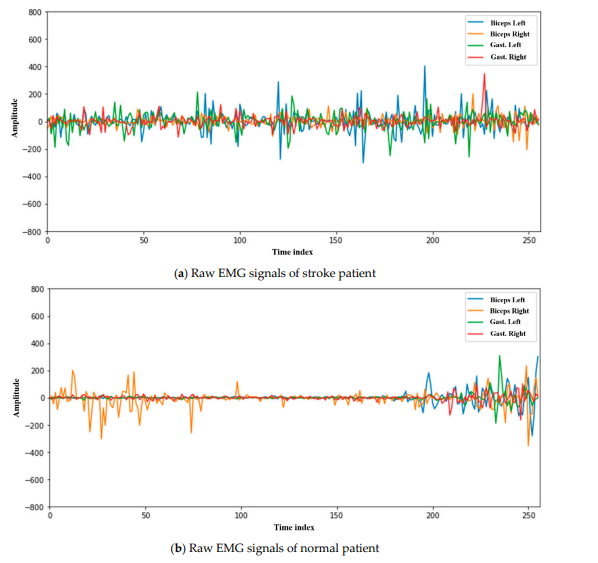 800
600
400
200
0
−200
−400
−600
−800
Amplitude
Biceps Left
Biceps Right
Gast. Left
Gast. Right
0 50 100 150 200 250
Time index
(a) Raw EMG signals of stroke patient
800
600
400
200
0
−200
−400
−600
−800
Amplitude
Biceps Left
Biceps Right
Gast. Left
Gast. Right
0 50 100 150 200 250
Time index
(b) Raw EMG signals of normal patient